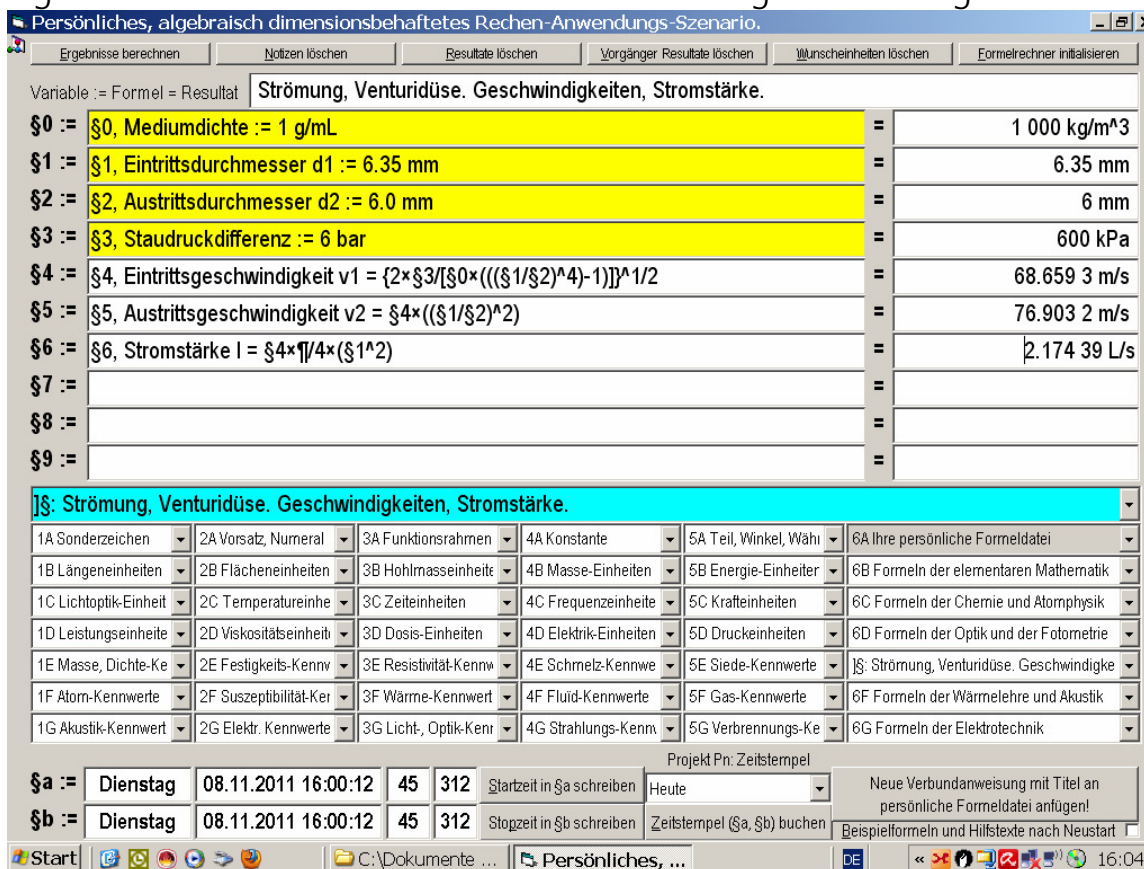 Persönliches, algebraisch dimensionsbehaftetes Rechen-Anwendungs-Szenario.
Ergebnisse berechnen Notizen löschen Resultate löschen Vorgänger Resultate löschen Wunscheinheiten löschen Formelrechner initialisieren
Variable := Formel = Resultat Strömung, Venturidüse. Geschwindigkeiten, Stromstärke.
§0 := §0, Mediumdichte := 1 g/mL = 1 000 kg/m^3
§1 := §1, Eintrittsdurchmesser d1 := 6.35 mm = 6.35 mm
§2 := §2, Austrittsdurchmesser d2 := 6.0 mm = 6 mm
§3 := §3, Staudruckdifferenz := 6 bar = 600 kPa
§4 := §4, Eintrittsgeschwindigkeit v1 = {2×§3/[§0×(((§1/§2)^4)-1)]}^1/2 = 68.659 3 m/s
§5 := §5, Austrittsgeschwindigkeit v2 = §4×((§1/§2)^2) = 76.903 2 m/s
§6 := §6, Stromstärke I = §4×¶/4×(§1^2) = 2.174 39 L/s
§7 := =
§8 := =
§9 := =
]§: Strömung, Venturidüse. Geschwindigkeiten, Stromstärke.
1A Sonderzeichen 2A Vorsatz, Numeral 3A Funktionsrahmen 4A Konstante 5A Teil, Winkel, Währ 6A Ihre persönliche Formeldatei
1B Längeneinheiten 2B Flächeneinheiten 3B Hohlmasseinheite 4B Masse-Einheiten 5B Energie-Einheiter 6B Formeln der elementaren Mathematik
1C Lichtoptik-Einheit 2C Temperatureinhe 3C Zeiteinheiten 4C Frequenzeinheite 5C Krafteinheiten 6C Formeln der Chemie und Atomphysik
1D Leistungseinheite 2D Viskositätseinheit 3D Dosis-Einheiten 4D Elektrik-Einheiten 5D Druckeinheiten 6D Formeln der Optik und der Fotometrie
1E Masse, Dichte-Ke 2E Festigkeits-Kennv 3E Resistivität-Kennw 4E Schmelz-Kennwe 5E Siede-Kennwerte ]§: Strömung, Venturidüse. Geschwindigke
1F Atom-Kennwerte 2F Suszeptibilität-Ker 3F Wärme-Kennwert 4F Fluid-Kennwerte 5F Gas-Kennwerte 6F Formeln der Wärmelehre und Akustik
1G Akustik-Kennwert 2G Elektr. Kennwerte 3G Licht-, Optik-Kenr 4G Strahlungs-Kenn 5G Verbrennungs-Ke 6G Formeln der Elektrotechnik
Projekt Pn: Zeitstempel
§a := Dienstag 08.11.2011 16:00:12 45 312 Startzeit in §a schreiben Heute
Neue Verbundanweisung mit Titel an
persönliche Formeldatei anfügen!
§b := Dienstag 08.11.2011 16:00:12 45 312 Stopzeit in §b schreiben Zeitstempel (§a, §b) buchen
Beispielformeln und Hilfstexte nach Neustart
Start C:\Dokumente ... Persönliches, ... DE « 16:04